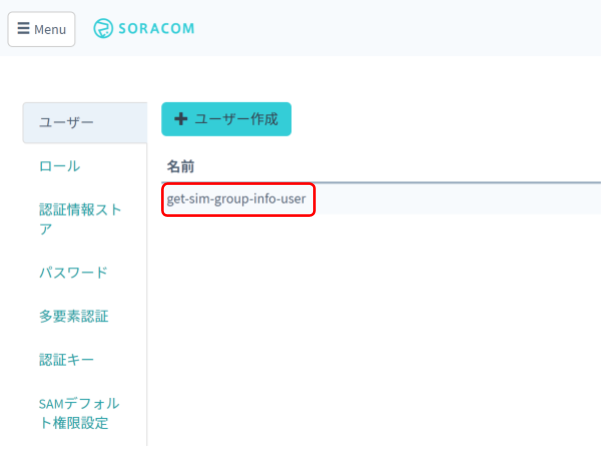 Menu
SORACOM
ユーザー
ロール
認証情報スト
ア
パスワード
多要素認証
認証キー
SAMデフォル
ト権限設定
ユーザー作成
名前
get-sim-group-info-user